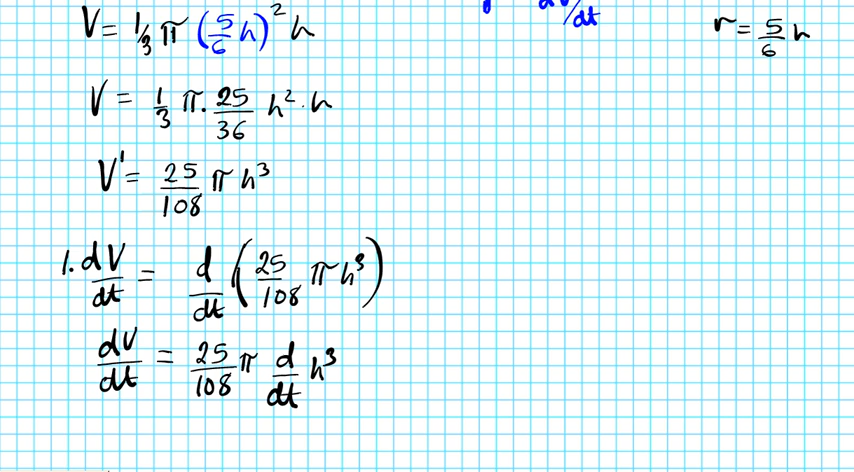 V = 1/3 π (5/6 h)² h
dV/dt
r = 5/6 h
V = 1/3 π · 25/36 h² · h
V' = 25/108 π h³
1. dV/dt = d/dt (25/108 π h³)
dV/dt = 25/108 π d/dt h³